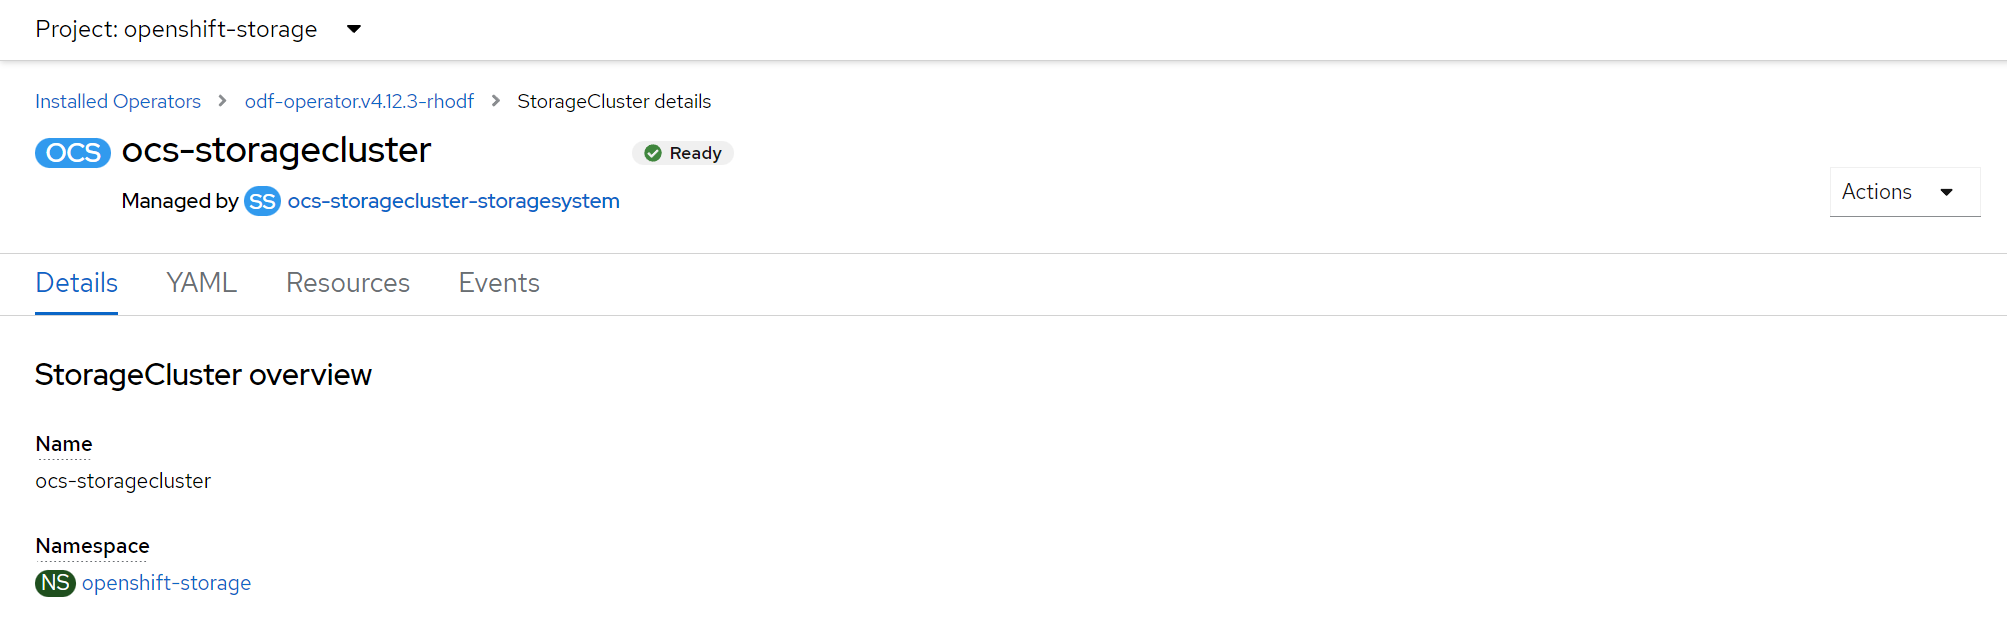 Project: openshift-storage
Installed Operators > odf-operator.v4.12.3-rhodf > StorageCluster details
OCS ocs-storagecluster Ready
Managed by SS ocs-storagecluster-storagesystem
Actions
Details YAML Resources Events
StorageCluster overview
Name
ocs-storagecluster
Namespace
NS openshift-storage